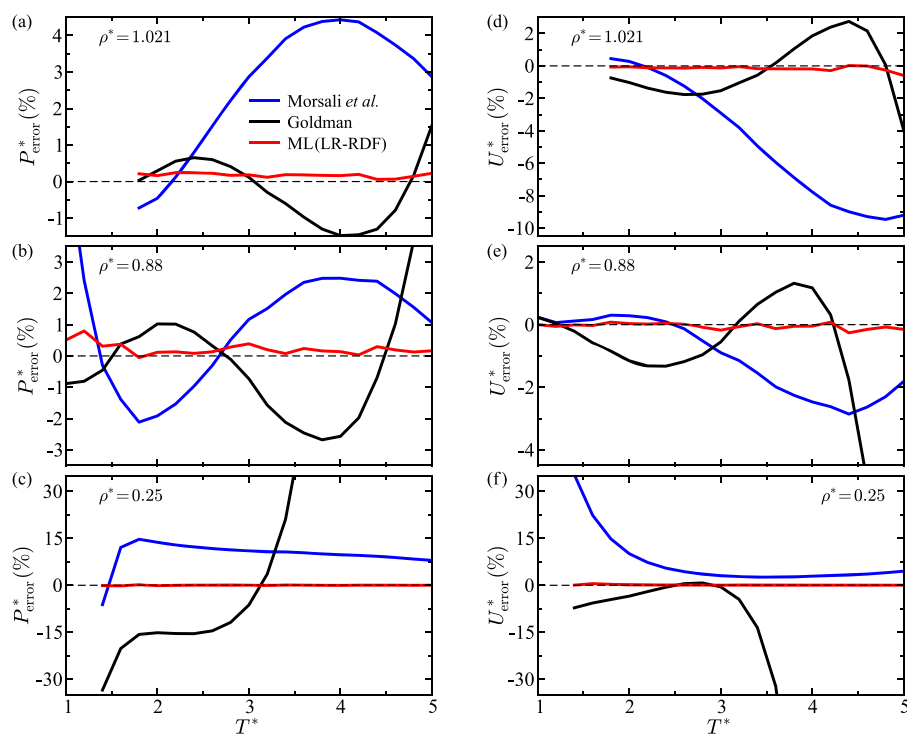 (a)
ρ*=1.021
P*error(%)
4
3
2
1
0
-1
Morsali et al.
Goldman
ML(LR-RDF)
(b)
ρ*=0.88
P*error(%)
3
2
1
0
-1
-2
-3
(c)
ρ*=0.25
P*error(%)
30
15
0
-15
-30
1
2
3
4
5
T*
(d)
ρ*=1.021
U*error(%)
2
0
-2
-4
-6
-8
-10
(e)
ρ*=0.88
U*error(%)
2
0
-2
-4
(f)
ρ*=0.25
U*error(%)
30
15
0
-15
-30
1
2
3
4
5
T*